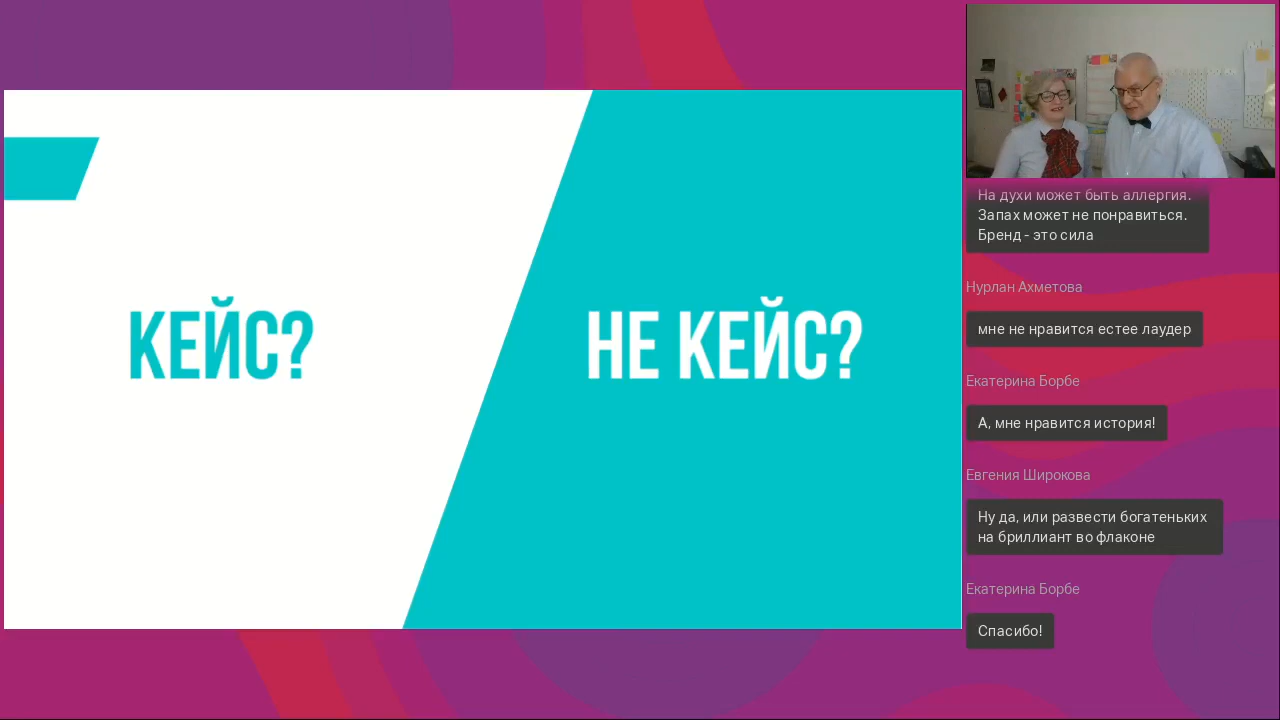 КЕЙС?
НЕ КЕЙС?
На духи может быть аллергия.
Запах может не понравиться.
Бренд - это сила
Нурлан Ахметова
мне не нравится естее лаудер
Екатерина Борбе
А, мне нравится история!
Евгения Широкова
Ну да, или развести богатеньких
на бриллиант во флаконе
Екатерина Борбе
Спасибо!